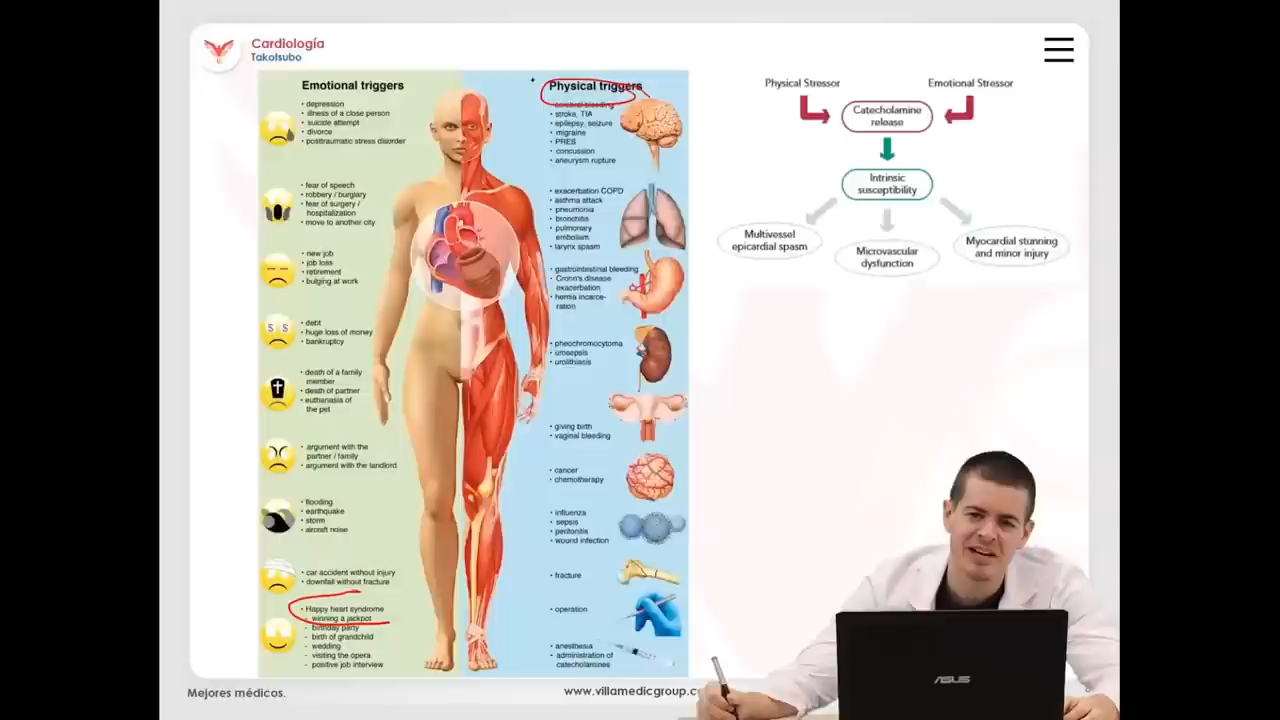 Cardiología
Takotsubo
Emotional triggers
• depression
• illness of a close person
• suicide attempt
• divorce
• posttraumatic stress disorder
• fear of speech
• robbery / burglary
• fear of surgery /
hospitalization
• move to another city
• new job
• job loss
• retirement
• bulging at work
• debt
• huge loss of money
• bankruptcy
• death of a family
member
• death of partner
• euthanasia of
the pet
• argument with the
partner / family
• argument with the landlord
• flooding
• earthquake
• storm
• aircraft noise
• car accident without injury
• downfall without fracture
• Happy heart syndrome
- winning a jackpot
- birthday party
- birth of grandchild
- wedding
- visiting the opera
- positive job interview
Physical triggers
• cerebral bleeding
• stroke, TIA
• epilepsy, seizure
• migraine
• PRES
• concussion
• aneurysm rupture
• exacerbation COPD
• asthma attack
• pneumonia
• bronchitis
• pulmonary
embolism
• larynx spasm
• gastrointestinal bleeding
• Crohn's disease
exacerbation
• hernia incarce-
ration
• pheochromocytoma
• urosepsis
• urolithiasis
• giving birth
• vaginal bleeding
• cancer
• chemotherapy
• influenza
• sepsis
• peritonitis
• wound infection
• fracture
• operation
• anesthesia
• administration of
catecholamines
Physical Stressor
Emotional Stressor
Catecholamine
release
Intrinsic
susceptibility
Multivessel
epicardial spasm
Microvascular
dysfunction
Myocardial stunning
and minor injury
$ $
ASUS
Mejores médicos.
www.villamedicgroup.c